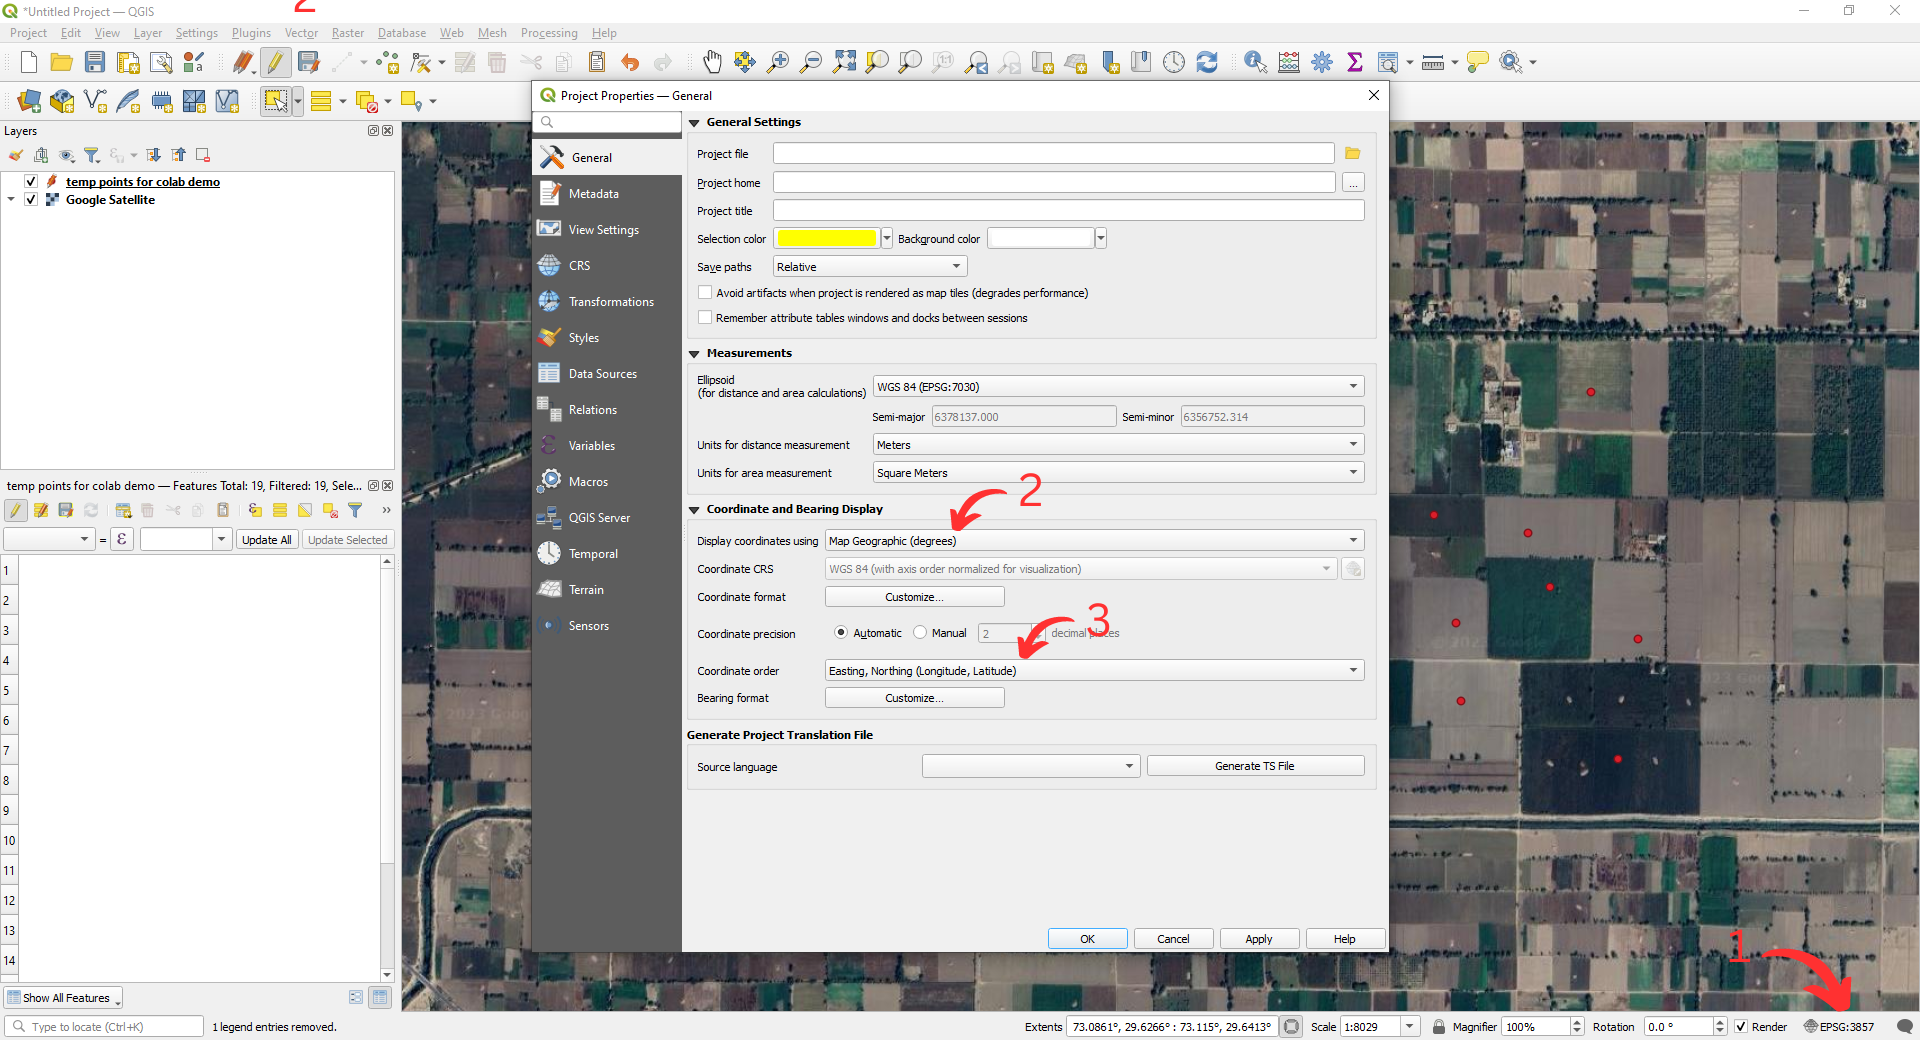 *Untitled Project — QGIS
2
Project Edit View Layer Settings Plugins Vector Raster Database Web Mesh Processing Help
Project Properties — General
Layers
temp points for colab demo
Google Satellite
General
Metadata
View Settings
CRS
Transformations
Styles
Data Sources
Relations
Variables
Macros
QGIS Server
Temporal
Terrain
Sensors
General Settings
Project file
Project home
...
Project title
Selection color
Background color
Save paths Relative
Avoid artifacts when project is rendered as map tiles (degrades performance)
Remember attribute tables windows and docks between sessions
Measurements
Ellipsoid
(for distance and area calculations) WGS 84 (EPSG:7030)
Semi-major 6378137.000 Semi-minor 6356752.314
Units for distance measurement Meters
Units for area measurement Square Meters
2
Coordinate and Bearing Display
Display coordinates using Map Geographic (degrees)
Coordinate CRS WGS 84 (with axis order normalized for visualization)
Coordinate format Customize...
3
Coordinate precision Automatic Manual 2 decimal places
Coordinate order Easting, Northing (Longitude, Latitude)
Bearing format Customize...
Generate Project Translation File
Source language Generate TS File
OK Cancel Apply Help
temp points for colab demo — Features Total: 19, Filtered: 19, Sele...
= ε Update All Update Selected
1
2
3
4
5
6
7
8
9
10
11
12
13
14
Show All Features
1
Type to locate (Ctrl+K) 1 legend entries removed. Extents 73.0861°, 29.6266° : 73.115°, 29.6413° Scale 1:8029 Magnifier 100% Rotation 0.0 ° Render EPSG:3857